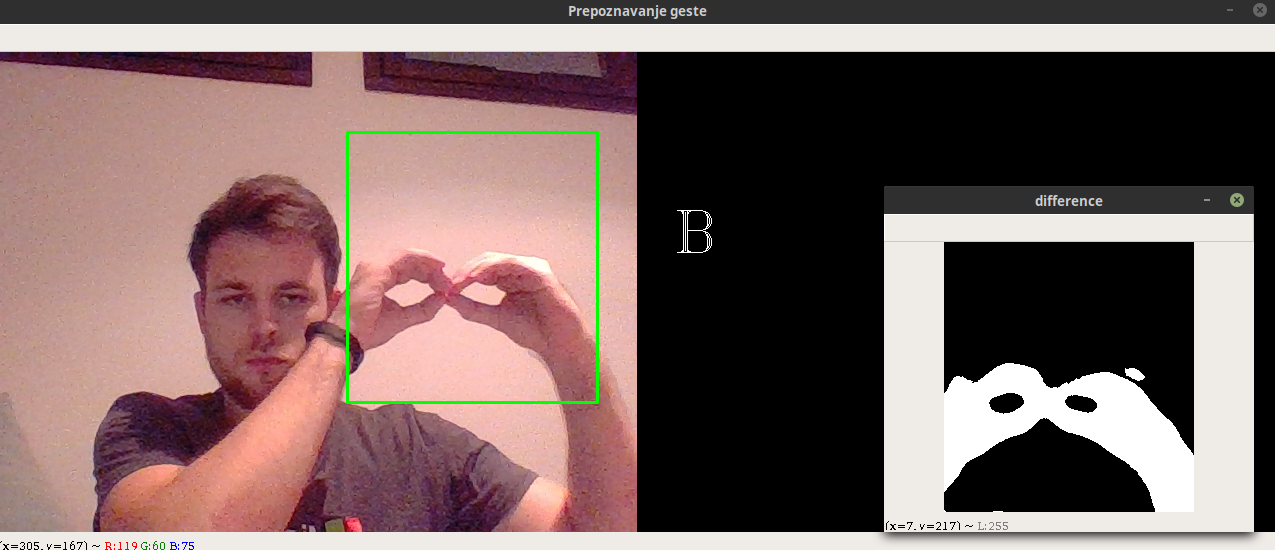 Prepoznavanje geste
B
difference
(x=7, y=217) ~ L:255
(x=305, y=167) ~ R:119 G:60 B:75